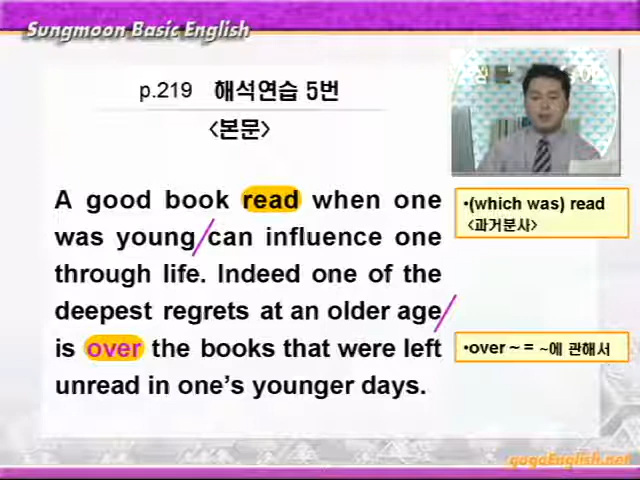 Sungmoon Basic English
p.219 해석연습 5번
<본문>
A good book read when one
was young/can influence one
through life. Indeed one of the
deepest regrets at an older age/
is over the books that were left
unread in one's younger days.
•(which was) read
<과거분사>
•over ~ = ~에 관해서
gogoEnglish.net